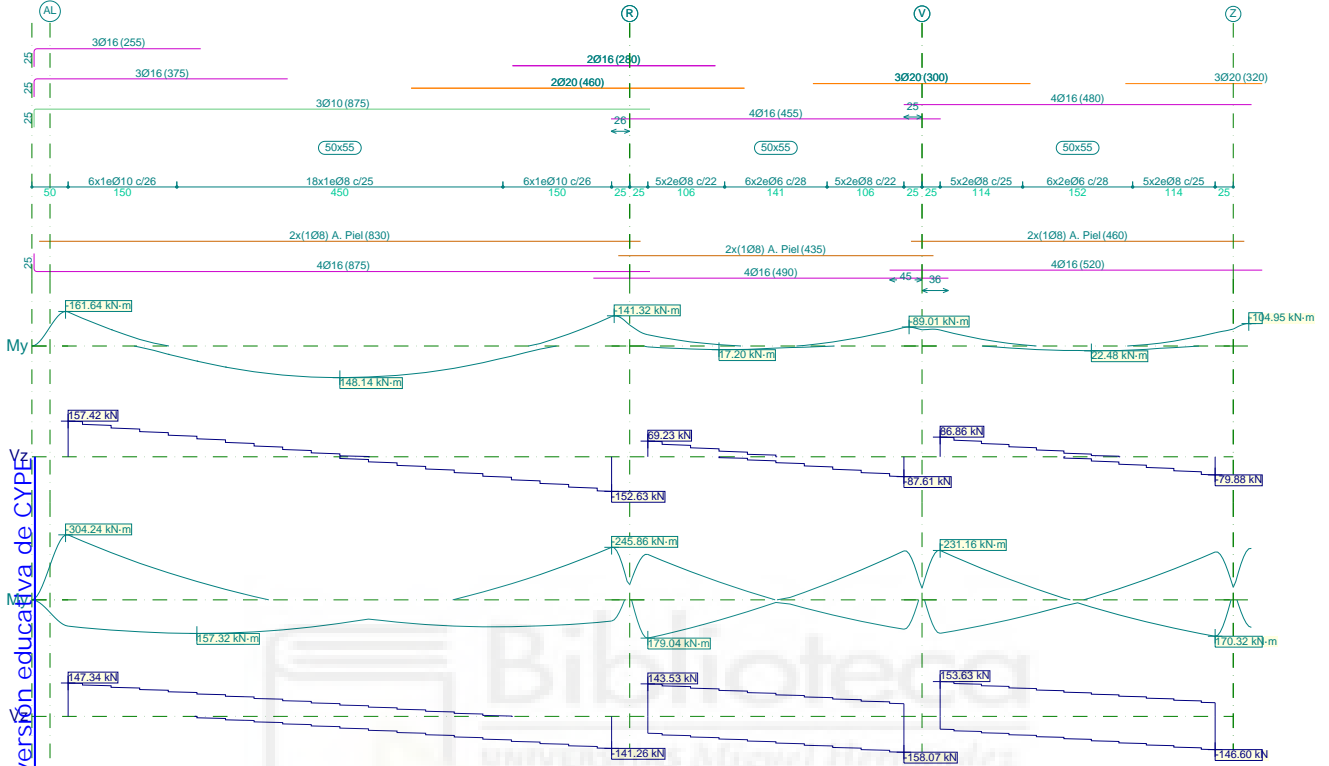 AL
R
V
Z
3Ø16 (255)
25
2Ø16 (280)
3Ø16 (375)
25
2Ø20 (460)
3Ø20 (300)
3Ø20 (320)
3Ø10 (875)
25
4Ø16 (480)
25
4Ø16 (455)
26
50x55
50x55
50x55
6x1eØ10 c/26
18x1eØ8 c/25
6x1eØ10 c/26
5x2eØ8 c/22
6x2eØ6 c/28
5x2eØ8 c/22
5x2eØ8 c/25
6x2eØ6 c/28
5x2eØ8 c/25
50
150
450
150
25
25
106
141
106
25
25
114
152
114
25
2x(1Ø8) A. Piel (830)
2x(1Ø8) A. Piel (460)
2x(1Ø8) A. Piel (435)
25
4Ø16 (875)
4Ø16 (520)
4Ø16 (490)
45
36
-161.64 kN·m
-141.32 kN·m
-89.01 kN·m
-104.95 kN·m
My
17.20 kN·m
22.48 kN·m
148.14 kN·m
157.42 kN
69.23 kN
86.86 kN
Vz
-152.63 kN
-87.61 kN
-79.88 kN
-304.24 kN·m
-245.86 kN·m
-231.16 kN·m
My
157.32 kN·m
179.04 kN·m
170.32 kN·m
147.34 kN
143.53 kN
153.63 kN
Vz
-141.26 kN
-158.07 kN
-146.60 kN
versión educativa de CYPE
Biblioteca
UNIVERSITAS Miguel Hernández